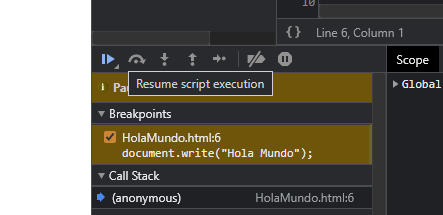 10
{ } Line 6, Column 1
Resume script execution
Scope
Global
Breakpoints
HolaMundo.html:6
document.write("Hola Mundo");
Call Stack
(anonymous) HolaMundo.html:6